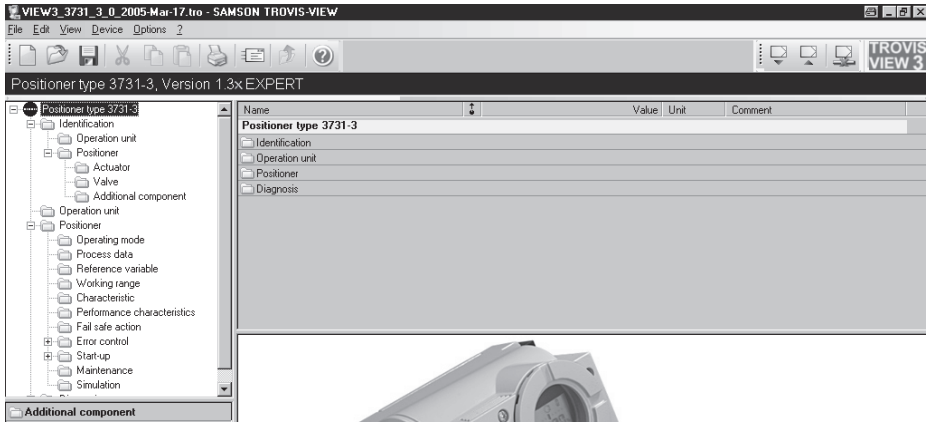 VIEW3_3731_3_0_2005-Mar-17.tro - SAMSON TROVIS-VIEW
File Edit View Device Options ?
TROVIS
VIEW 3
Positioner type 3731-3, Version 1.3x EXPERT
Positioner type 3731-3
Identification
Operation unit
Positioner
Actuator
Valve
Additional component
Operation unit
Positioner
Operating mode
Process data
Reference variable
Working range
Characteristic
Performance characteristics
Fail safe action
Error control
Start-up
Maintenance
Simulation
Additional component
Name Value Unit Comment
Positioner type 3731-3
Identification
Operation unit
Positioner
Diagnosis